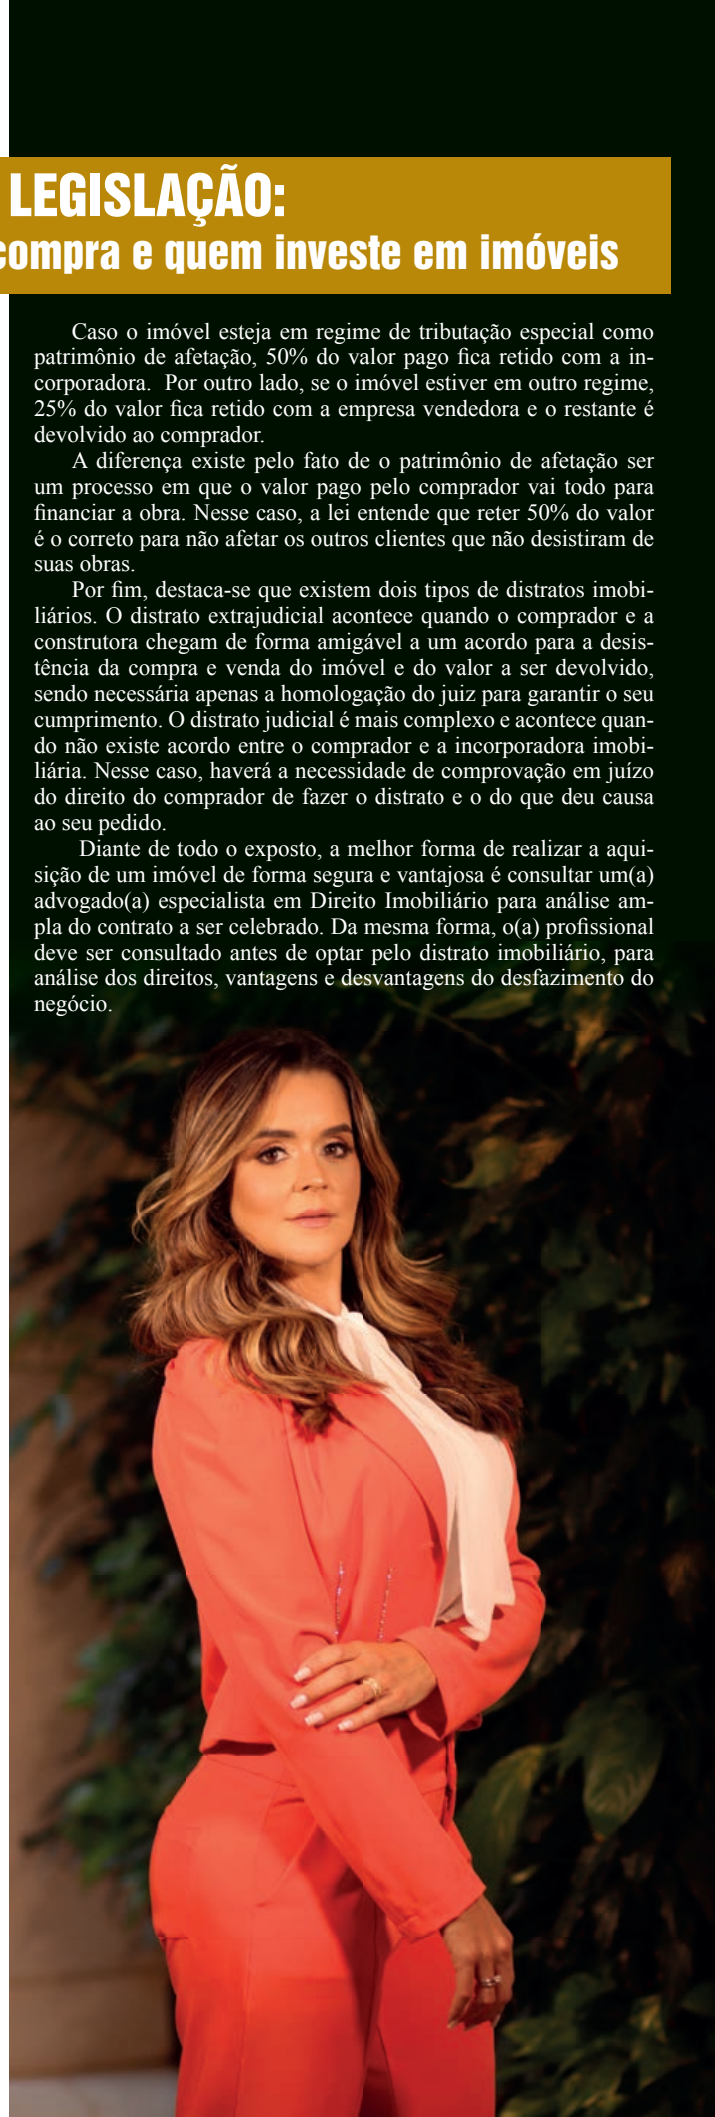 LEGISLAÇÃO:
compra e quem investe em imóveis
Caso o imóvel esteja em regime de tributação especial como
patrimônio de afetação, 50% do valor pago fica retido com a in-
corporadora. Por outro lado, se o imóvel estiver em outro regime,
25% do valor fica retido com a empresa vendedora e o restante é
devolvido ao comprador.
A diferença existe pelo fato de o patrimônio de afetação ser
um processo em que o valor pago pelo comprador vai todo para
financiar a obra. Nesse caso, a lei entende que reter 50% do valor
é o correto para não afetar os outros clientes que não desistiram de
suas obras.
Por fim, destaca-se que existem dois tipos de distratos imobi-
liários. O distrato extrajudicial acontece quando o comprador e a
construtora chegam de forma amigável a um acordo para a desis-
tência da compra e venda do imóvel e do valor a ser devolvido,
sendo necessária apenas a homologação do juiz para garantir o seu
cumprimento. O distrato judicial é mais complexo e acontece quan-
do não existe acordo entre o comprador e a incorporadora imobi-
liária. Nesse caso, haverá a necessidade de comprovação em juízo
do direito do comprador de fazer o distrato e o do que deu causa
ao seu pedido.
Diante de todo o exposto, a melhor forma de realizar a aqui-
sição de um imóvel de forma segura e vantajosa é consultar um(a)
advogado(a) especialista em Direito Imobiliário para análise am-
pla do contrato a ser celebrado. Da mesma forma, o(a) profissional
deve ser consultado antes de optar pelo distrato imobiliário, para
análise dos direitos, vantagens e desvantagens do desfazimento do
negócio.